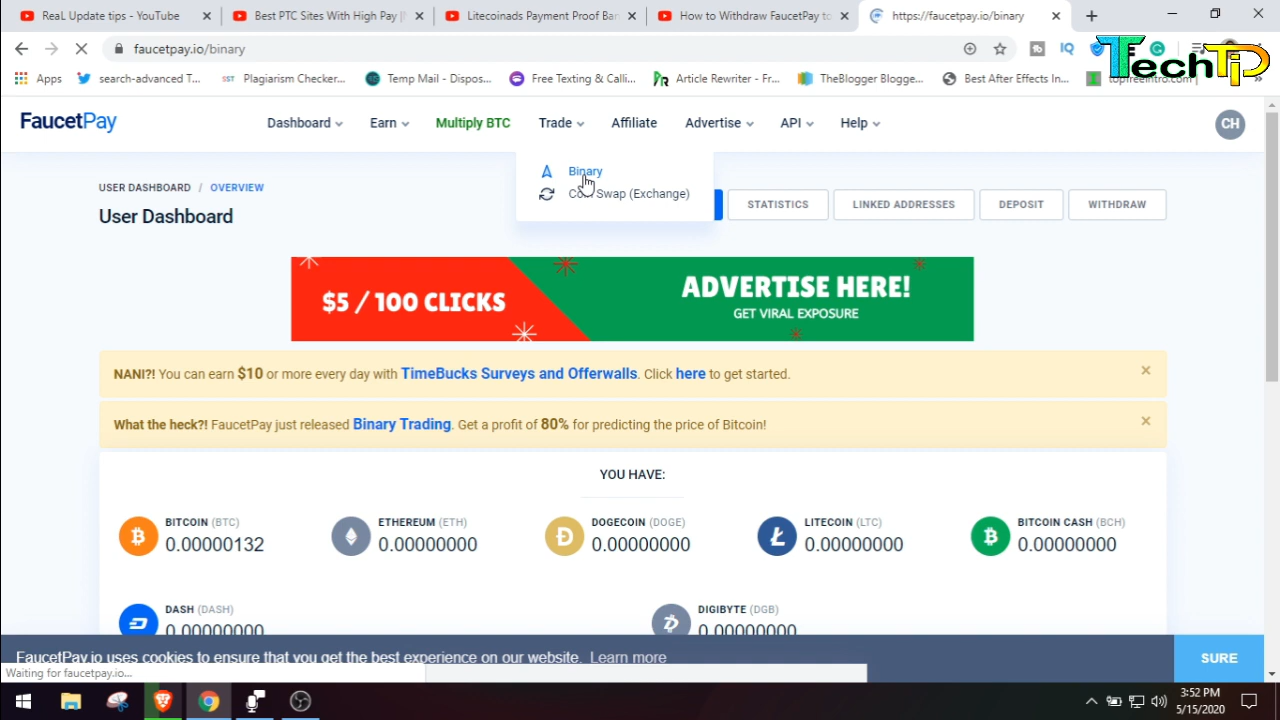 ReaL Update tips - YouTube
Best PTC Sites With High Pay |
Litecoinads Payment Proof Ban
How to Withdraw FaucetPay to
https://faucetpay.io/binary
faucetpay.io/binary
IQ
TechTip
Apps
search-advanced T...
SST
Plagiarism Checker...
Temp Mail - Dispos...
Free Texting & Calli...
Article Rewriter - Fr...
TheBlogger Blogge...
Best After Effects In...
topfreeintro.com |
FaucetPay
Dashboard
Earn
Multiply BTC
Trade
Affiliate
Advertise
API
Help
CH
Binary
Swap (Exchange)
USER DASHBOARD / OVERVIEW
User Dashboard
STATISTICS
LINKED ADDRESSES
DEPOSIT
WITHDRAW
$5 / 100 CLICKS
ADVERTISE HERE!
GET VIRAL EXPOSURE
NANI?! You can earn $10 or more every day with TimeBucks Surveys and Offerwalls. Click here to get started.
×
What the heck?! FaucetPay just released Binary Trading. Get a profit of 80% for predicting the price of Bitcoin!
×
YOU HAVE:
BITCOIN (BTC)
0.00000132
ETHEREUM (ETH)
0.00000000
DOGECOIN (DOGE)
0.00000000
LITECOIN (LTC)
0.00000000
BITCOIN CASH (BCH)
0.00000000
DASH (DASH)
0.00000000
DIGIBYTE (DGB)
0.00000000
FaucetPay.io uses cookies to ensure that you get the best experience on our website. Learn more
SURE
Waiting for faucetpay.io...
3:52 PM
5/15/2020